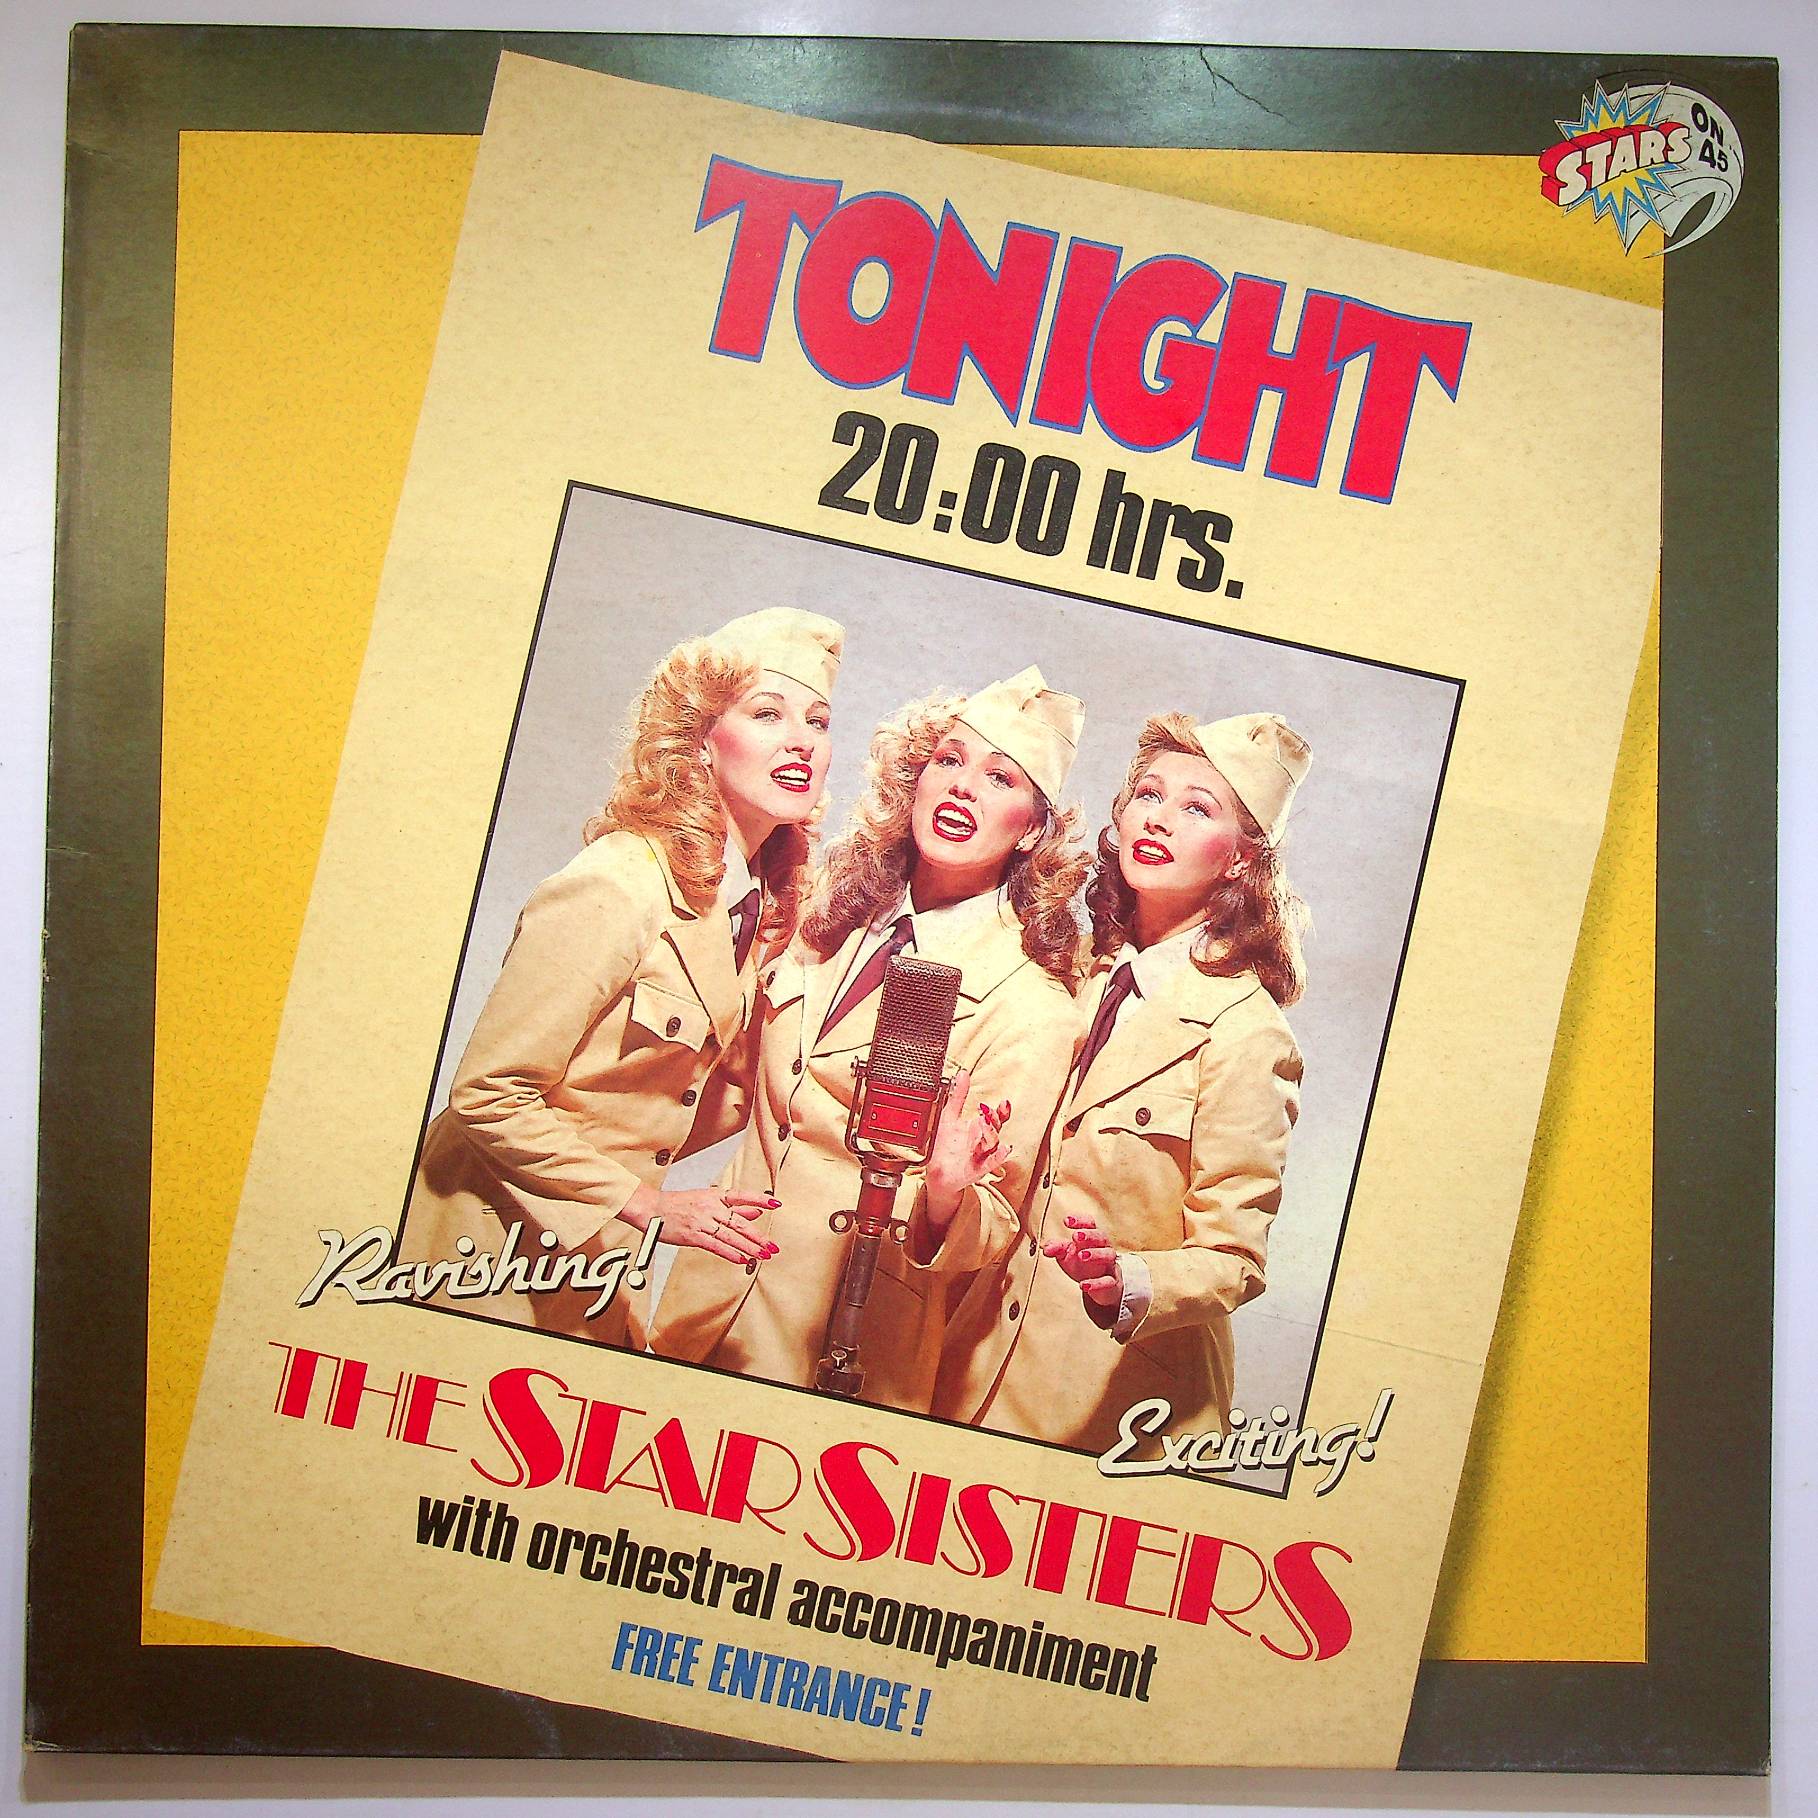 STARS ON 45
TONIGHT
20:00 hrs.
Ravishing!
Exciting!
THE STAR SISTERS
with orchestral accompaniment
FREE ENTRANCE!